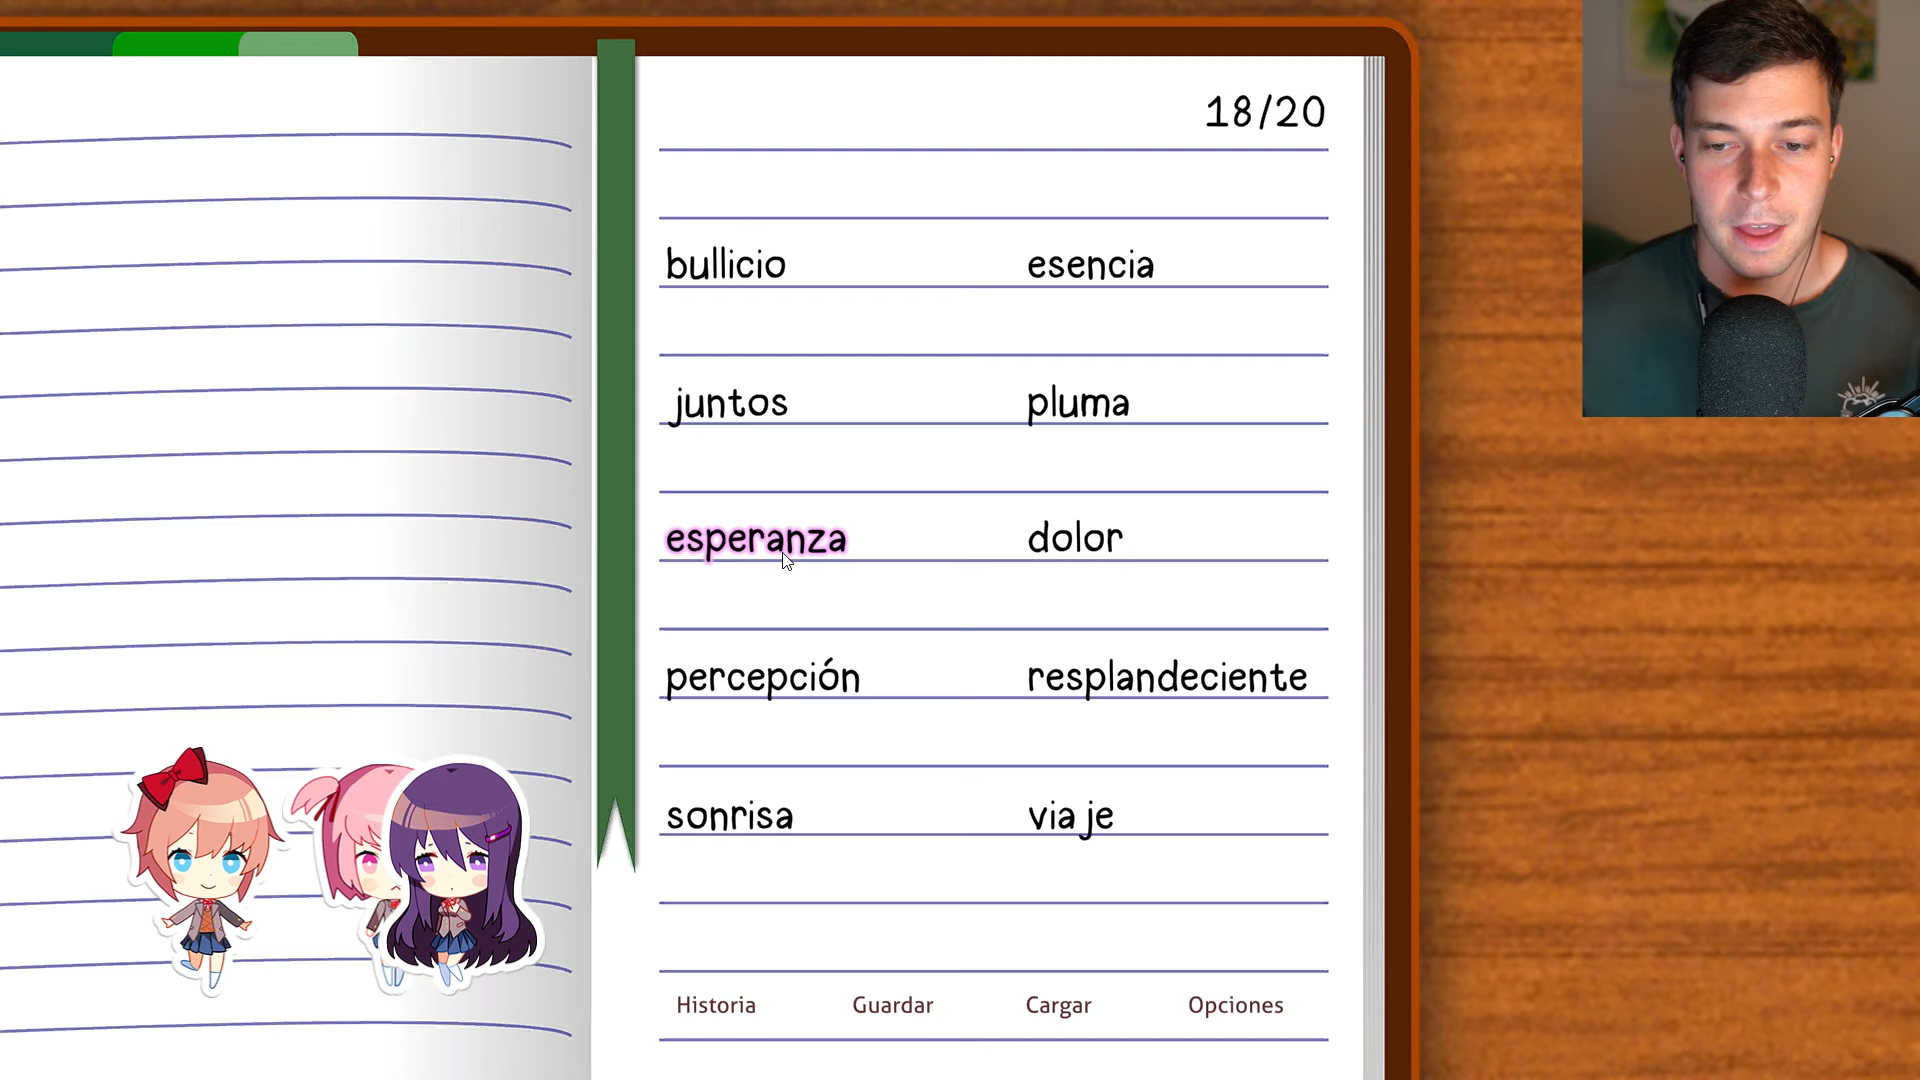 18/20
bullicio esencia
juntos pluma
esperanza dolor
percepción resplandeciente
sonrisa viaje
Historia Guardar Cargar Opciones